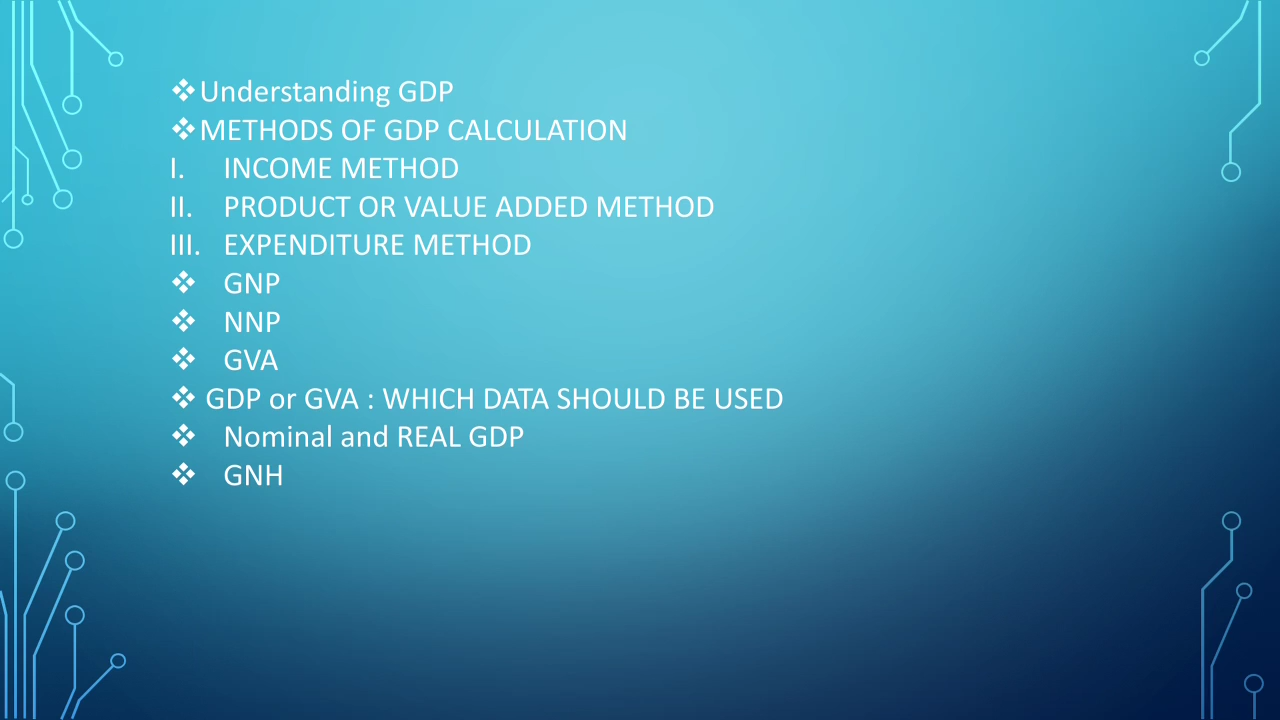 ❖Understanding GDP
❖METHODS OF GDP CALCULATION
I. INCOME METHOD
II. PRODUCT OR VALUE ADDED METHOD
III. EXPENDITURE METHOD
❖ GNP
❖ NNP
❖ GVA
❖ GDP or GVA : WHICH DATA SHOULD BE USED
❖ Nominal and REAL GDP
❖ GNH